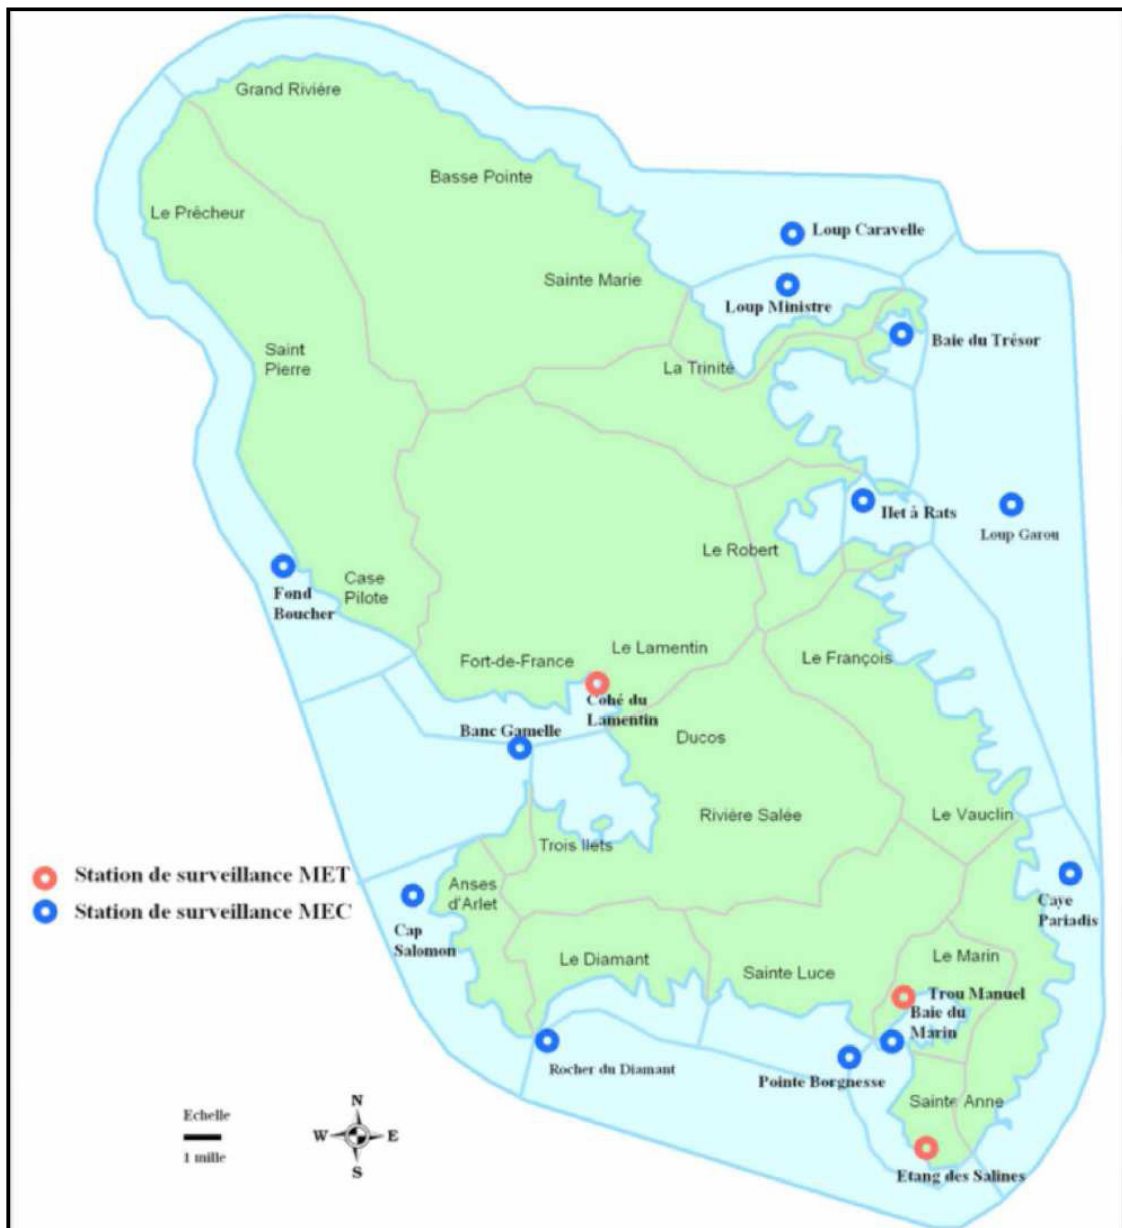 Grand Rivière
Basse Pointe
Le Prêcheur
Loup Caravelle
Sainte Marie
Loup Ministre
Baie du Trésor
Saint
Pierre
La Trinité
Ilet à Rats
Loup Garou
Le Robert
Case
Pilote
Fond
Boucher
Le Lamentin
Le François
Fort-de-France
Cohé du
Lamentin
Banc Gamelle
Ducos
Rivière Salée
Le Vauclin
Trois Ilets
Station de surveillance MET
Station de surveillance MEC
Anses
d'Arlet
Caye
Pariadis
Cap
Salomon
Le Diamant
Sainte Luce
Le Marin
Trou Manuel
Baie du
Marin
Rocher du Diamant
Pointe Borgnesse
Sainte Anne
Echelle
1 mille
N
W
E
S
Etang des Salines